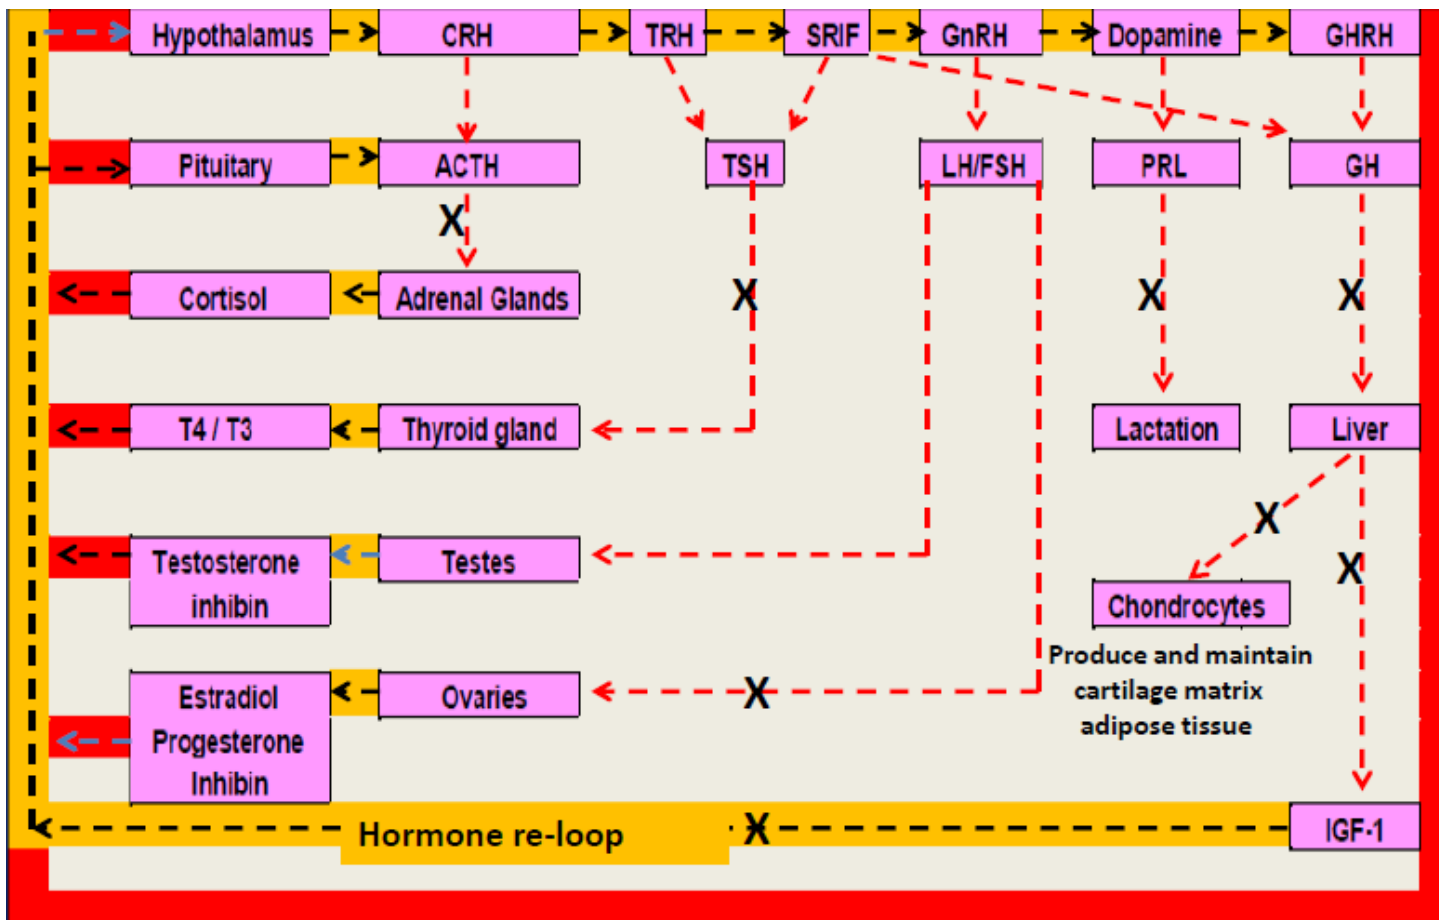 Hypothalamus CRH TRH SRIF GnRH Dopamine GHRH
Pituitary ACTH TSH LH/FSH PRL GH
X
Cortisol Adrenal Glands X X X
T4 / T3 Thyroid gland Lactation Liver
X
Testosterone Testes X
inhibin Chondrocytes
Produce and maintain
cartilage matrix
adipose tissue
Estradiol Ovaries X
Progesterone
Inhibin
Hormone re-loop X IGF-1